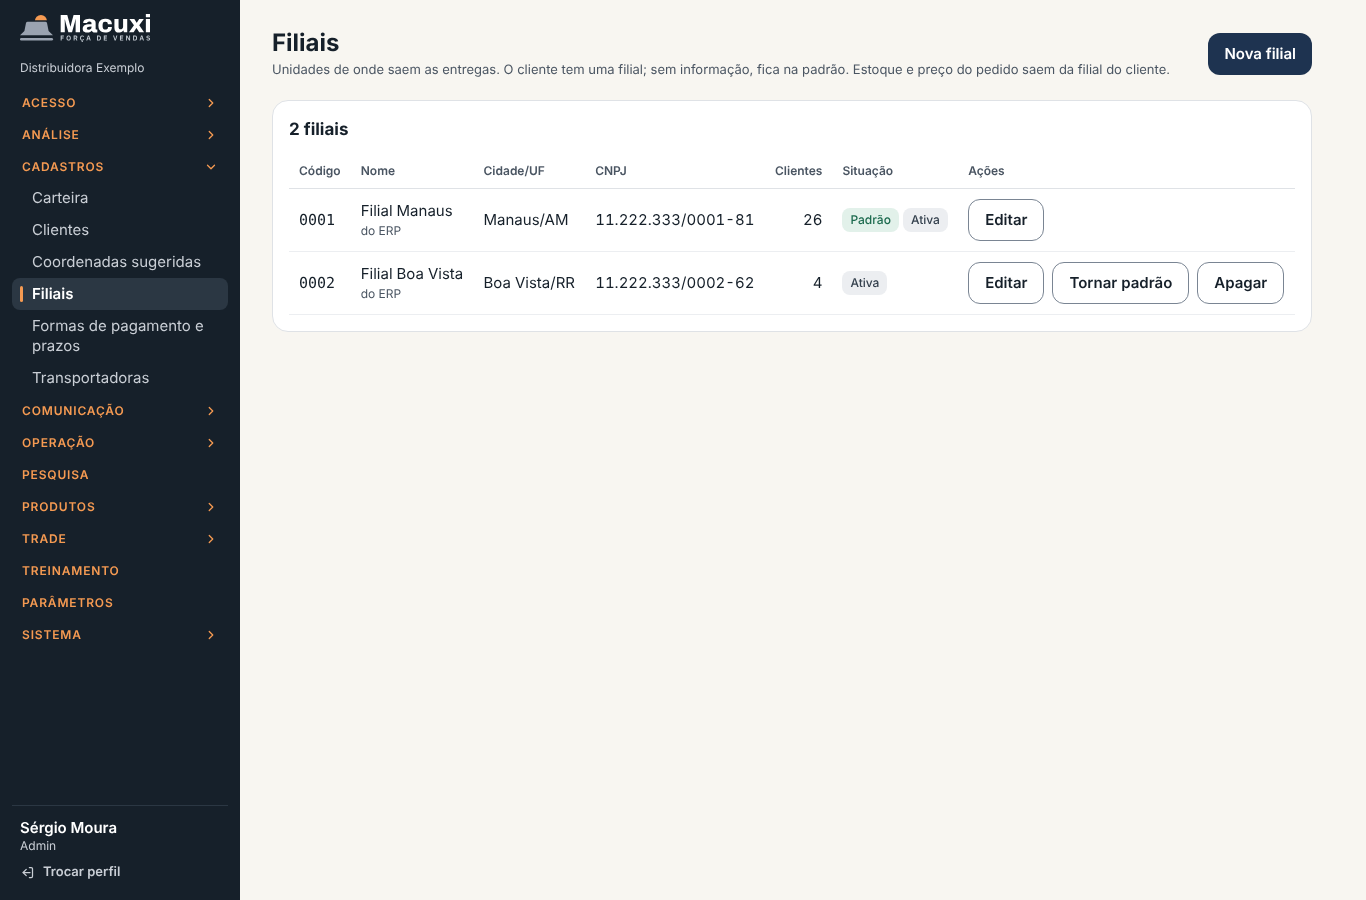 Macuxi
FORÇA DE VENDAS
Distribuidora Exemplo
ACESSO
ANÁLISE
CADASTROS
Carteira
Clientes
Coordenadas sugeridas
Filiais
Formas de pagamento e
prazos
Transportadoras
COMUNICAÇÃO
OPERAÇÃO
PESQUISA
PRODUTOS
TRADE
TREINAMENTO
PARÂMETROS
SISTEMA
Sérgio Moura
Admin
Trocar perfil
Filiais
Unidades de onde saem as entregas. O cliente tem uma filial; sem informação, fica na padrão. Estoque e preço do pedido saem da filial do cliente.
Nova filial
2 filiais
Código Nome Cidade/UF CNPJ Clientes Situação Ações
0001 Filial Manaus Manaus/AM 11.222.333/0001-81 26 Padrão Ativa Editar
do ERP
0002 Filial Boa Vista Boa Vista/RR 11.222.333/0002-62 4 Ativa Editar Tornar padrão Apagar
do ERP